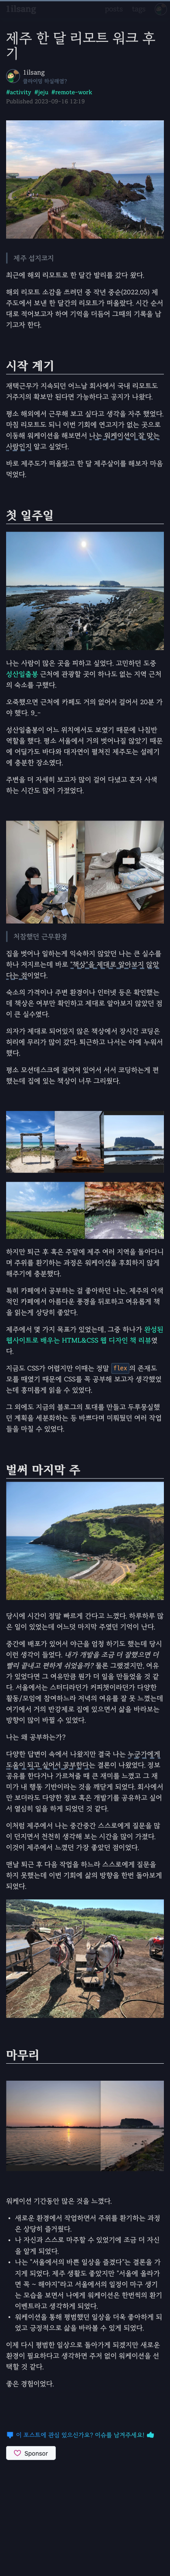 1ilsang
posts
tags
제주 한 달 리모트 워크 후
기
1ilsang
클라이밍 하실래염?
#activity #jeju #remote-work
Published 2023-09-16 12:19
제주 섭지코지
최근에 해외 리모트로 한 달간 발리를 갔다 왔다.
해외 리모트 소감을 쓰려던 중 작년 중순(2022.05) 제
주도에서 보낸 한 달간의 리모트가 떠올랐다. 시간 순서
대로 적어보고자 하여 기억을 더듬어 그때의 기록을 남
기고자 한다.
시작 계기
재택근무가 지속되던 어느날 회사에서 국내 리모트도
거주지의 확보만 된다면 가능하다고 공지가 나왔다.
평소 해외에서 근무해 보고 싶다고 생각을 자주 했었다.
마침 리모트도 되니 이번 기회에 연고지가 없는 곳으로
이동해 워케이션을 해보면서 나는 워케이션이 잘 맞는
사람인지 알고 싶었다.
바로 제주도가 떠올랐고 한 달 제주살이를 해보자 마음
먹었다.
첫 일주일
나는 사람이 많은 곳을 피하고 싶었다. 고민하던 도중
성산일출봉 근처에 관광할 곳이 하나도 없는 지역 근처
의 숙소를 구했다.
오죽했으면 근처에 카페도 거의 없어서 걸어서 20분 가
야 했다. 9_-
성산일출봉이 어느 위치에서도 보였기 때문에 나침반
역할을 했다. 평소 서울에서 거의 벗어나질 않았기 때문
에 어딜가도 바다와 대자연이 펼쳐진 제주도는 설레기
에 충분한 장소였다.
주변을 더 자세히 보고자 많이 걸어 다녔고 혼자 사색
하는 시간도 많이 가졌었다.
처참했던 근무환경
집을 벗어나 일하는게 익숙하지 않았던 나는 큰 실수를
하나 저지르는데 바로 "책상"을 제대로 알아보지 않았
다는 점이었다.
숙소의 가격이나 주변 환경이나 인터넷 등은 확인했는
데 책상은 여부만 확인하고 제대로 알아보지 않았던 점
이 큰 실수였다.
의자가 제대로 되어있지 않은 책상에서 장시간 코딩은
허리에 무리가 많이 갔다. 퇴근하고 나서는 아예 누워서
했다.
평소 모션데스크에 절여져 있어서 서서 코딩하는게 편
했는데 집에 있는 책상이 너무 그리웠다.
하지만 퇴근 후 혹은 주말에 제주 여러 지역을 돌아다니
며 주위를 환기하는 과정은 워케이션을 후회하지 않게
해주기에 충분했다.
특히 카페에서 공부하는 걸 좋아하던 나는, 제주의 이색
적인 카페에서 아름다운 풍경을 뒤로하고 여유롭게 책
을 읽는게 상당히 좋았다.
제주에서 몇 가지 목표가 있었는데, 그중 하나가 완성된
웹사이트로 배우는 HTML&CSS 웹 디자인 책 리뷰였
다.
지금도 CSS가 어렵지만 이때는 정말 flex의 존재도
모를 때였기 때문에 CSS를 꼭 공부해 보고자 생각했었
는데 흥미롭게 읽을 수 있었다.
그 외에도 지금의 블로그의 토대를 만들고 두루뭉실했
던 계획을 세분화하는 등 바쁘다며 미뤄뒀던 여러 작업
들을 마칠 수 있었다.
벌써 마지막 주
당시에 시간이 정말 빠르게 간다고 느꼈다. 하루하루 많
은 일이 있었는데 어느덧 마지막 주였던 기억이 난다.
중간에 배포가 있어서 야근을 엄청 하기도 했는데 당시
이런 생각이 들었다. 내가 개발을 조금 더 잘했으면 더
빨리 끝내고 편하게 쉬었을까? 물론 그랬겠지만, 여유
가 있었다면 그 여유만큼 뭔가 더 일을 만들었을 것 같
다. 서울에서는 스터디라던가 커피챗이라던가 다양한
활동/모임에 참여하느라 저녁의 여유를 잘 못 느꼈는데
여기에서 거의 반강제로 집에 있으면서 삶을 바라보는
방향이 많이 바뀔 수 있었다.
나는 왜 공부하는가?
다양한 답변이 속에서 나왔지만 결국 나는 누군가에게
도움이 되고 싶어서 공부한다는 결론이 나왔었다. 정보
공유를 한다거나 가르쳐줄 때 큰 재미를 느꼈고 그 재
미가 내 행동 기반이라는 것을 깨닫게 되었다. 회사에서
만 보더라도 다양한 정보 혹은 개발기를 공유하고 싶어
서 열심히 일을 하게 되었던 것 같다.
이처럼 제주에서 나는 중간중간 스스로에게 질문을 많
이 던지면서 천천히 생각해 보는 시간을 많이 가졌다.
이것이 제주에서 느꼈던 가장 좋았던 점이었다.
맨날 퇴근 후 다음 작업을 하느라 스스로에게 질문을
하지 못했는데 이번 기회에 삶의 방향을 한번 돌아보게
되었다.
마무리
워케이션 기간동안 많은 것을 느꼈다.
• 새로운 환경에서 작업하면서 주위를 환기하는 과정
은 상당히 즐거웠다.
• 나 자신과 스스로 마주할 수 있었기에 조금 더 자신
을 알게 되었다.
• 나는 "서울에서의 바쁜 일상을 즐겼다"는 결론을 가
지게 되었다. 제주 생활도 좋았지만 "서울에 올라가
면 꼭 ~ 해야지"라고 서울에서의 일정이 마구 생기
는 모습을 보면서 나에게 워케이션은 한번씩의 환기
이벤트라고 생각하게 되었다.
• 워케이션을 통해 평범했던 일상을 더욱 좋아하게 되
었고 긍정적으로 삶을 바라볼 수 있게 되었다.
이제 다시 평범한 일상으로 돌아가게 되겠지만 새로운
환경이 필요하다고 생각하면 주저 없이 워케이션을 선
택할 것 같다.
좋은 경험이었다.
이 포스트에 관심 있으신가요? 이슈를 남겨주세요!
Sponsor